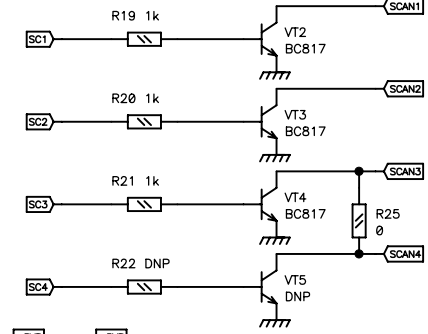 SCAN1
R19 1k
SC1
VT2
BC817
SCAN2
R20 1k
SC2
VT3
BC817
SCAN3
R21 1k
SC3
VT4
BC817
R25
0
SCAN4
R22 DNP
SC4
VT5
DNP